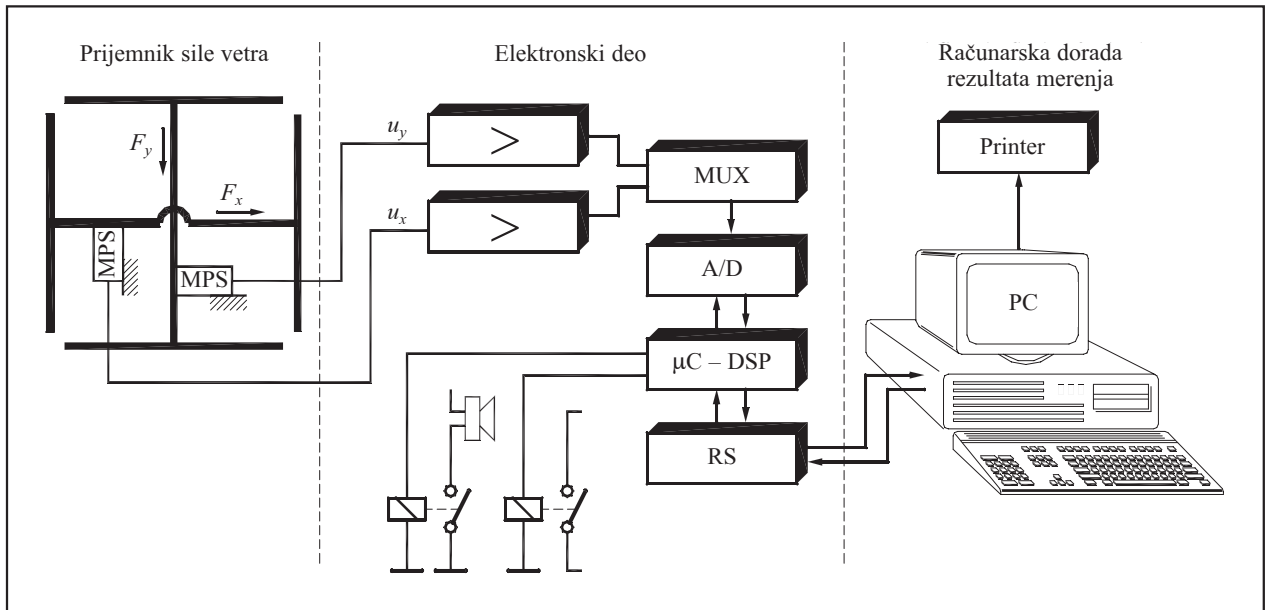 Prijemnik sile vetra
Elektronski deo
Računarska dorada
rezultata merenja
F_y
F_x
MPS
MPS
u_y
u_x
>
>
MUX
A/D
μC – DSP
RS
Printer
PC